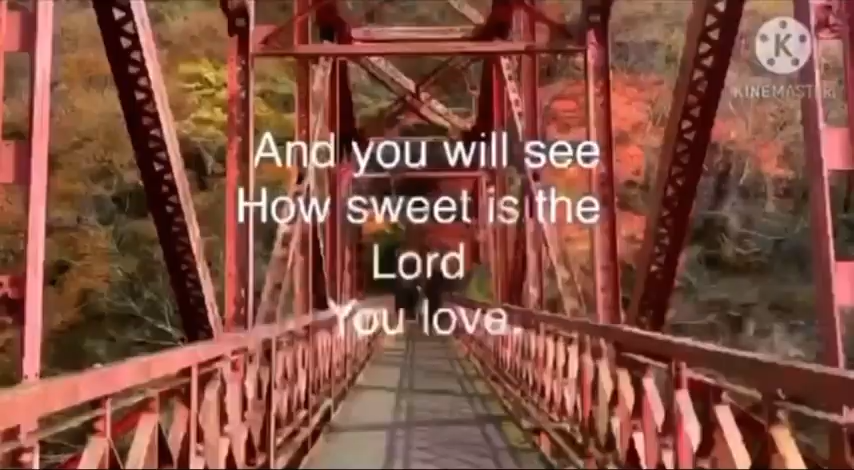 KINEMASTER
And you will see
How sweet is the
Lord
You love.